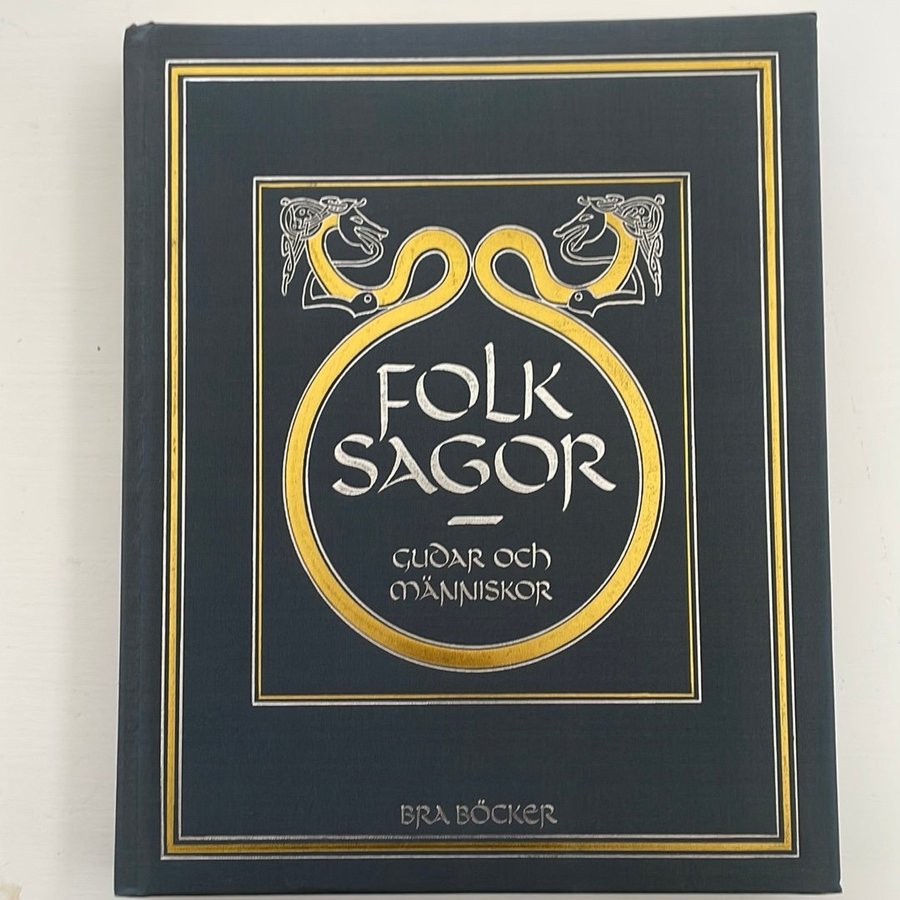 FOLK
SAGOR
–
GUDAR OCH
MÄNNISKOR
BRA BÖCKER